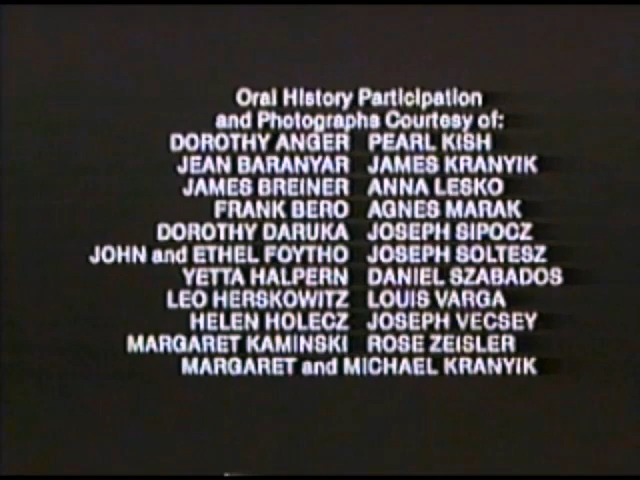 Oral History Participation
and Photographs Courtesy of:
DOROTHY ANGER PEARL KISH
JEAN BARANYAR JAMES KRANYIK
JAMES BREINER ANNA LESKO
FRANK BERO AGNES MARAK
DOROTHY DARUKA JOSEPH SIPOCZ
JOHN and ETHEL FOYTHO JOSEPH SOLTESZ
YETTA HALPERN DANIEL SZABADOS
LEO HERSKOWITZ LOUIS VARGA
HELEN HOLECZ JOSEPH VECSEY
MARGARET KAMINSKI ROSE ZEISLER
MARGARET and MICHAEL KRANYIK